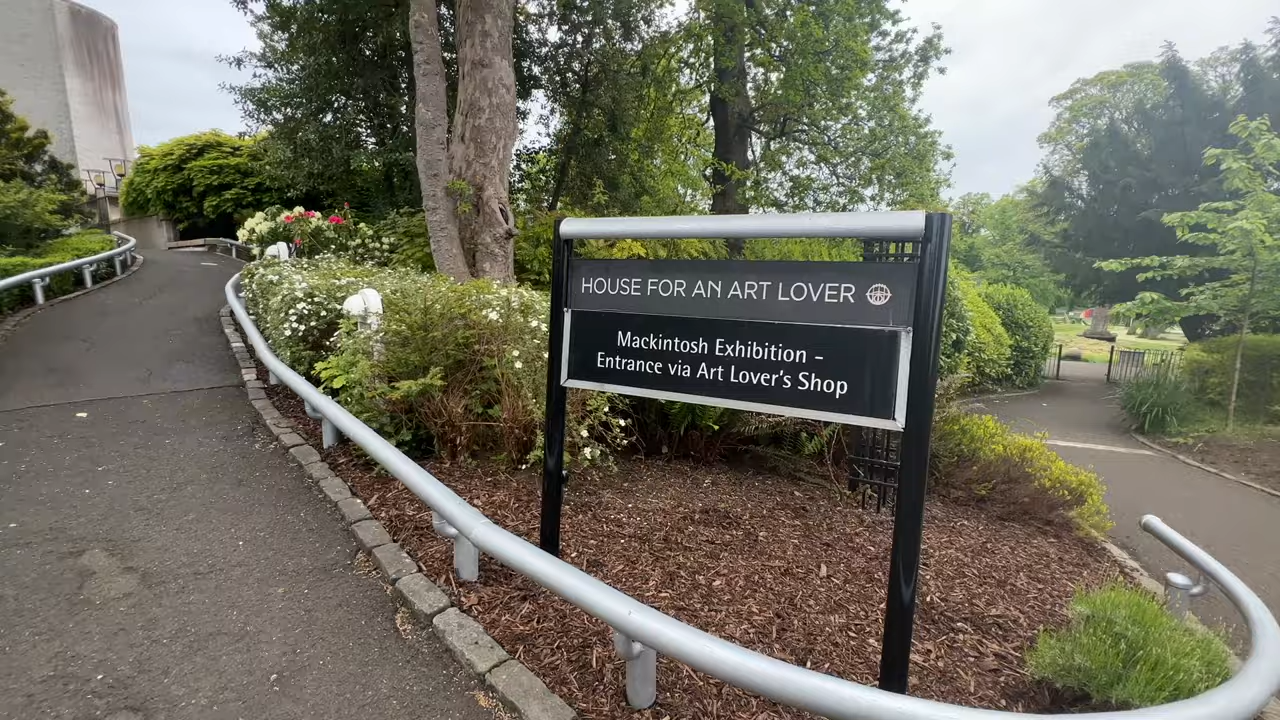 HOUSE FOR AN ART LOVER
Mackintosh Exhibition -
Entrance via Art Lover's Shop